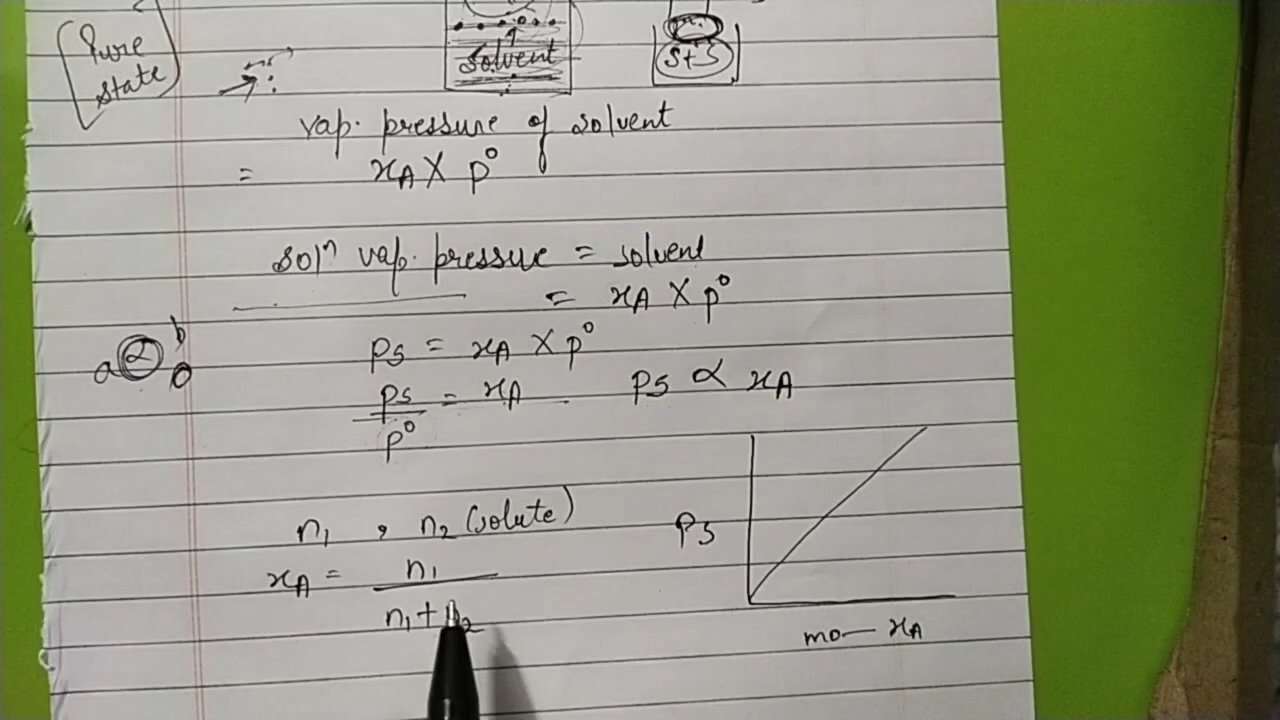 Pure
state
solvent
S+S
vap. pressure of solvent
= xA X p°
solⁿ vap. pressure = solvent
= xA X p°
a 2 b
ps = xA X p°
ps/p° = xA ps ∝ xA
n1 , n2 (solute)
xA = n1/n1+n2
ps
mo— xA